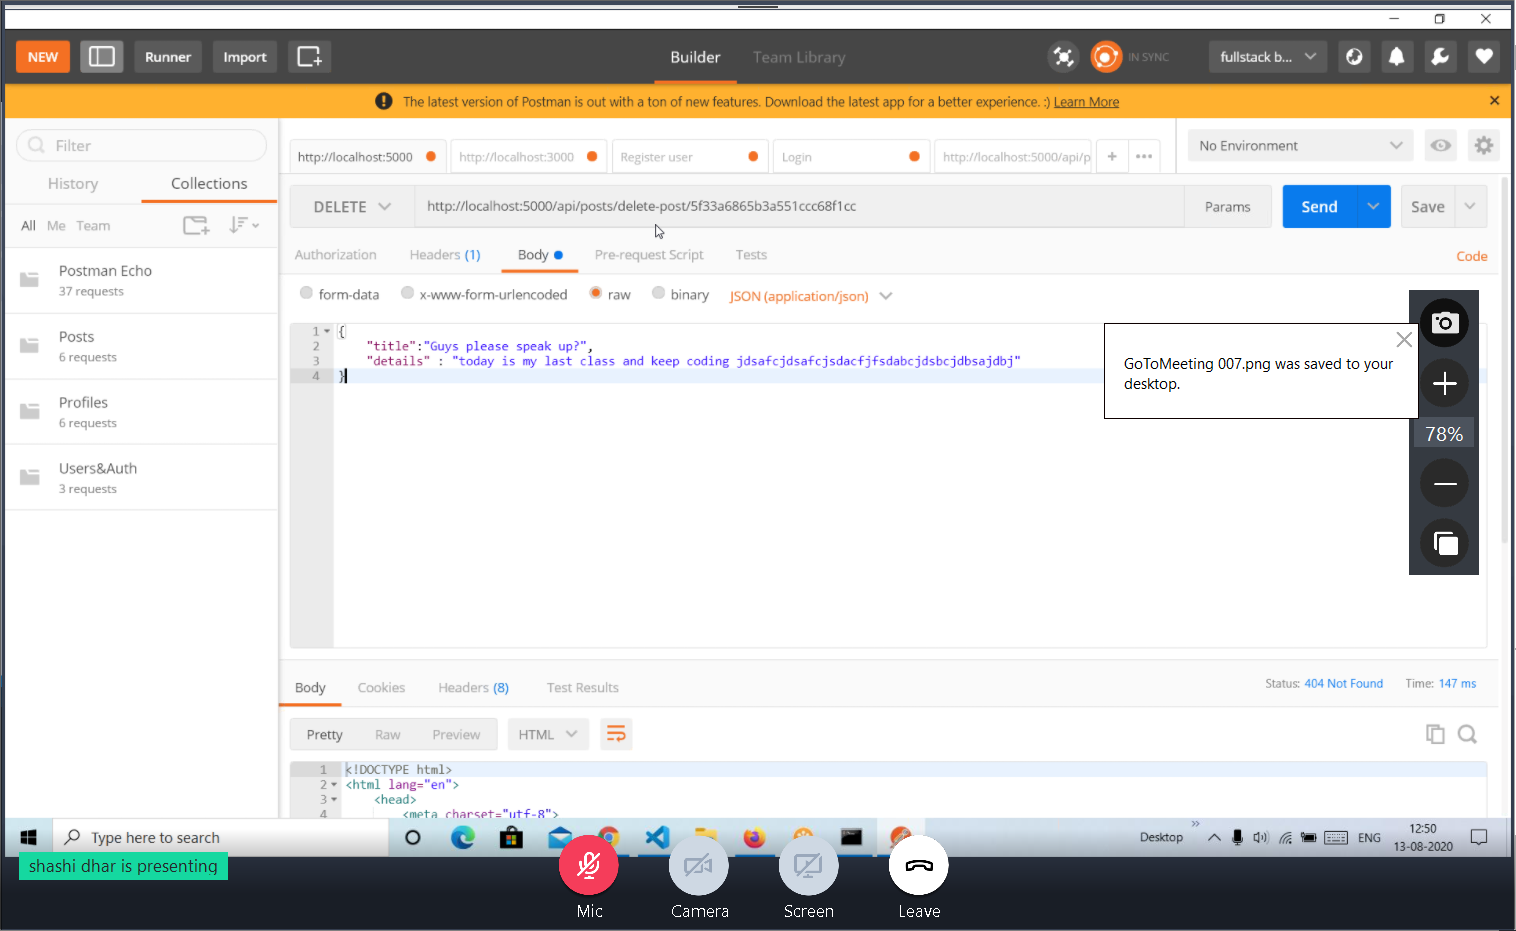 NEW
Runner
Import
Builder
Team Library
IN SYNC
fullstack b...
The latest version of Postman is out with a ton of new features. Download the latest app for a better experience. :) Learn More
Filter
History
Collections
All Me Team
Postman Echo
37 requests
Posts
6 requests
Profiles
6 requests
Users&Auth
3 requests
http://localhost:5000
http://localhost:3000
Register user
Login
http://localhost:5000/api/p
No Environment
DELETE
http://localhost:5000/api/posts/delete-post/5f33a6865b3a551ccc68f1cc
Params
Send
Save
Authorization
Headers (1)
Body
Pre-request Script
Tests
Code
form-data
x-www-form-urlencoded
raw
binary
JSON (application/json)
1 {
2 "title":"Guys please speak up?",
3 "details" : "today is my last class and keep coding jdsafcjdsafcjsdacfjfsdabcjdsbcjdbsajdbj"
4 }
GoToMeeting 007.png was saved to your
desktop.
78%
Body
Cookies
Headers (8)
Test Results
Status: 404 Not Found
Time: 147 ms
Pretty
Raw
Preview
HTML
1 <!DOCTYPE html>
2 <html lang="en">
3 <head>
4 <meta charset="utf-8">
Type here to search
Desktop
ENG
12:50
13-08-2020
shashi dhar is presenting
Mic
Camera
Screen
Leave